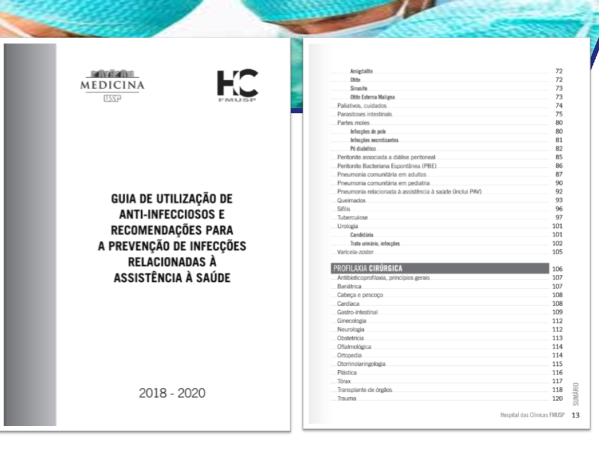 MEDICINA
USP
HC
FMUSP
GUIA DE UTILIZAÇÃO DE
ANTI-INFECCIOSOS E
RECOMENDAÇÕES PARA
A PREVENÇÃO DE INFECÇÕES
RELACIONADAS À
ASSISTÊNCIA À SAÚDE
2018 - 2020
Amigdalite 72
Otite 72
Sinusite 73
Otite Externa Maligna 73
Paliativos, cuidados 74
Parasitoses intestinais 75
Partes moles 80
Infecções de pele 80
Infecções necrotizantes 81
Pé diabético 82
Peritonite associada a diálise peritoneal 85
Peritonite Bacteriana Espontânea (PBE) 86
Pneumonia comunitária em adultos 87
Pneumonia comunitária em pediatria 90
Pneumonia relacionada à assistência à saúde (inclui PAV) 92
Queimados 93
Sífilis 96
Tuberculose 97
Urologia 101
Candidúria 101
Trato urinário, infecções 102
Varicela-zoster 105
PROFILAXIA CIRÚRGICA 106
Antibioticoprofilaxia, princípios gerais 107
Bariátrica 107
Cabeça e pescoço 108
Cardíaca 108
Gastro-intestinal 109
Ginecologia 112
Neurologia 112
Obstetrícia 113
Oftalmológica 114
Ortopedia 114
Otorrinolaringologia 115
Plástica 116
Tórax 117
Transplante de órgãos 118
Trauma 120
SUMÁRIO
Hospital das Clínicas FMUSP 13